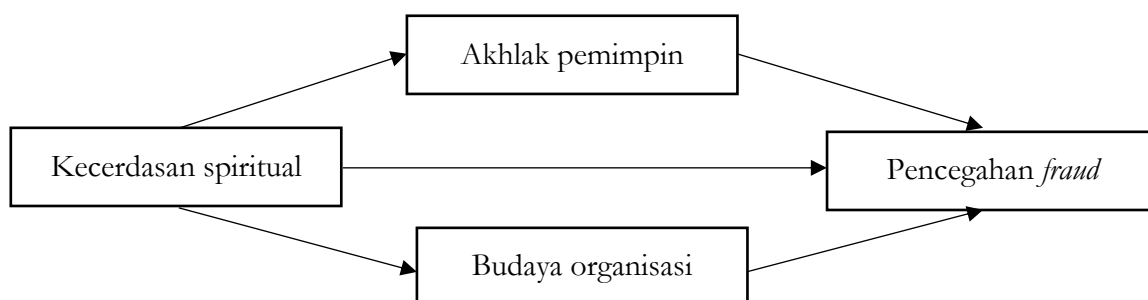 Akhlak pemimpin
Kecerdasan spiritual
Pencegahan fraud
Budaya organisasi